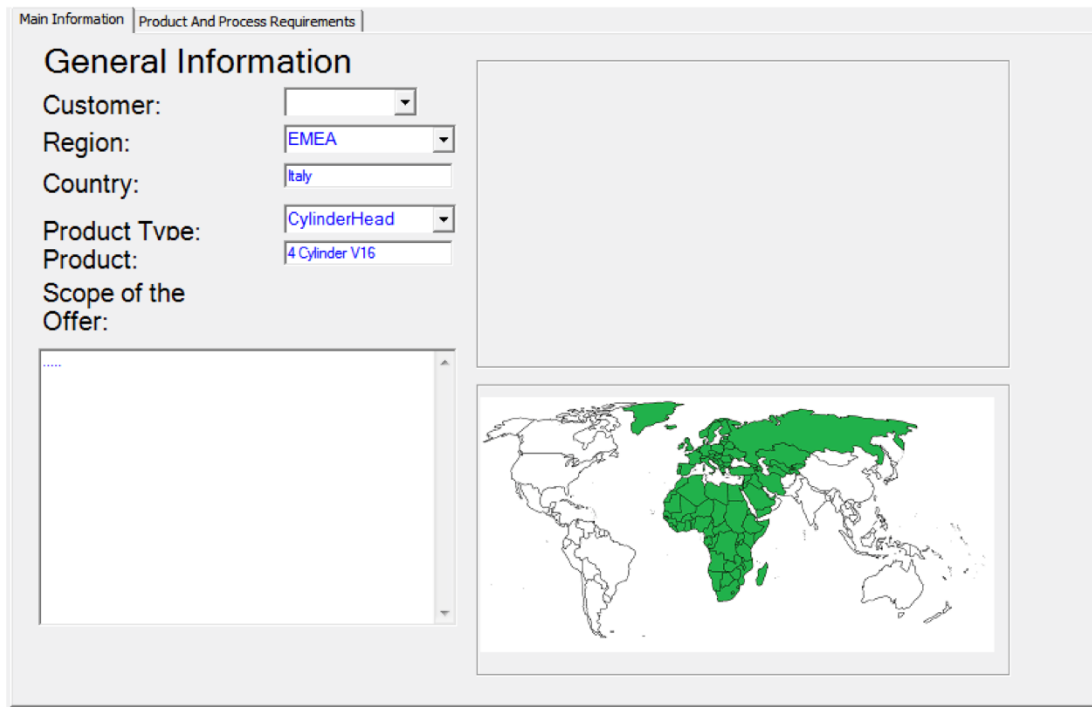 Main Information
Product And Process Requirements
General Information
Customer:
Region:
EMEA
Country:
Italy
Product Type:
CylinderHead
Product:
4 Cylinder V16
Scope of the
Offer:
.....